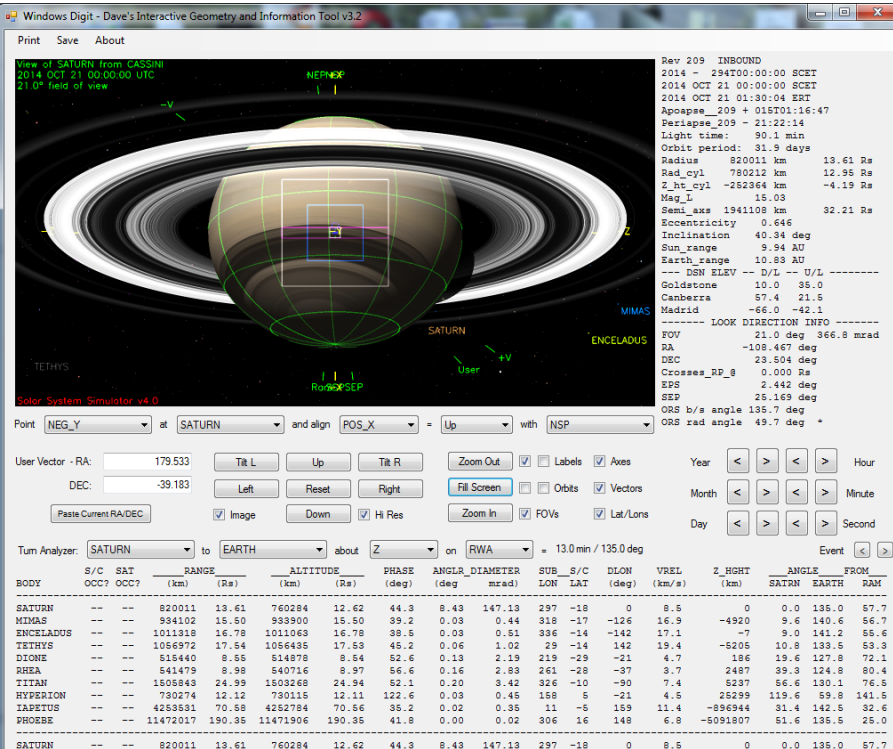 Windows Digit - Dave's Interactive Geometry and Information Tool v3.2
Print Save About
View of SATURN from CASSINI
2014 OCT 21 00:00:00 UTC
21.0° field of view
-V
X
-Y
Z
MIMAS
SATURN
ENCELADUS
+V
User
TETHYS
Solar System Simulator v4.0
Rev 209 INBOUND
2014 - 294T00:00:00 SCET
2014 OCT 21 00:00:00 SCET
2014 OCT 21 01:30:04 ERT
Apoapse_209 + 015T01:16:47
Periapse_209 - 21:22:14
Light time: 90.1 min
Orbit period: 31.9 days
Radius 820011 km 13.61 Rs
Rad_cyl 780212 km 12.95 Rs
Z_ht_cyl -252364 km -4.19 Rs
Mag_L 15.03
Semi_axs 1941108 km 32.21 Rs
Eccentricity 0.646
Inclination 40.34 deg
Sun_range 9.94 AU
Earth_range 10.83 AU
--- DSN ELEV -- D/L -- U/L --------
Goldstone 10.0 35.0
Canberra 57.4 21.5
Madrid -66.0 -42.1
------- LOOK DIRECTION INFO -------
FOV 21.0 deg 366.8 mrad
RA -108.467 deg
DEC 23.504 deg
Crosses_RP_@ 0.000 Rs
EPS 2.442 deg
SEP 25.169 deg
ORS b/s angle 135.7 deg
ORS rad angle 49.7 deg *
Point NEG_Y at SATURN and align POS_X = Up with NSP
User Vector - RA: 179.533 Tilt L Up Tilt R Zoom Out Labels Axes Year < > < > Hour
DEC: -39.183 Left Reset Right Fill Screen Orbits Vectors Month < > < > Minute
Paste Current RA/DEC Image Down Hi Res Zoom In FOVs Lat/Lons Day < > < > Second
Turn Analyzer: SATURN to EARTH about Z on RWA = 13.0 min / 135.0 deg Event < >
S/C SAT ____RANGE____ ____ALTITUDE____ PHASE ANGLR_DIAMETER SUB_S/C DLON VREL Z_HGHT ___ANGLE___FROM___
BODY OCC? OCC? (km) (Rs) (km) (Rs) (deg) (deg mrad) LON LAT (deg) (km/s) (km) SATRN EARTH RAM
SATURN -- -- 820011 13.61 760284 12.62 44.3 8.43 147.13 297 -18 0 8.5 0 0.0 135.0 57.7
MIMAS -- -- 934102 15.50 933900 15.50 39.2 0.03 0.44 318 -17 -126 16.9 -4920 9.6 140.6 56.7
ENCELADUS -- -- 1011318 16.78 1011063 16.78 38.5 0.03 0.51 336 -14 -142 17.1 -7 9.0 141.2 55.6
TETHYS -- -- 1056972 17.54 1056435 17.53 45.2 0.06 1.02 29 -14 142 19.4 -5205 10.8 133.5 53.3
DIONE -- -- 515440 8.55 514878 8.54 52.6 0.13 2.19 219 -29 -21 4.7 186 19.6 127.8 72.1
RHEA -- -- 541479 8.98 540716 8.97 56.6 0.16 2.83 261 -28 -37 3.7 2487 39.3 124.8 80.4
TITAN -- -- 1505843 24.99 1503268 24.94 52.1 0.20 3.42 326 -10 -90 7.4 5237 56.6 130.1 76.5
HYPERION -- -- 730274 12.12 730115 12.11 122.6 0.03 0.45 158 5 -21 4.5 25299 119.6 59.8 141.5
IAPETUS -- -- 4253531 70.58 4252784 70.56 35.2 0.02 0.35 11 -5 159 11.4 -896944 31.4 142.5 32.6
PHOEBE -- -- 11472017 190.35 11471906 190.35 41.8 0.00 0.02 306 16 148 6.8 -5091807 51.6 135.5 25.0
SATURN -- -- 820011 13.61 760284 12.62 44.3 8.43 147.13 297 -18 0 8.5 0 0.0 135.0 57.7